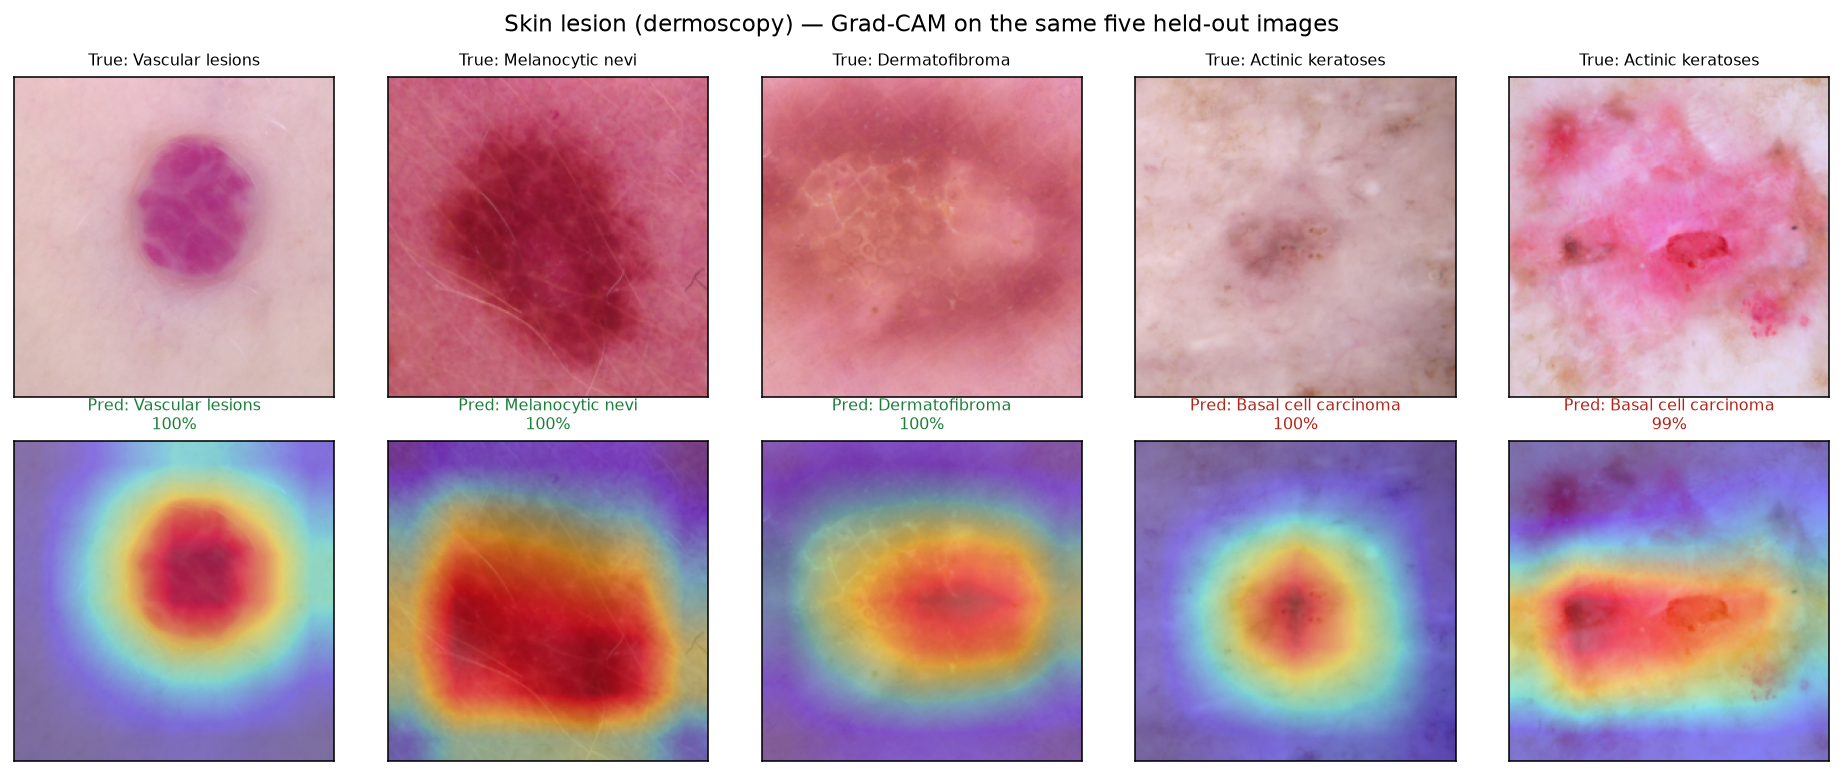 Skin lesion (dermoscopy) — Grad-CAM on the same five held-out images
True: Vascular lesions
True: Melanocytic nevi
True: Dermatofibroma
True: Actinic keratoses
True: Actinic keratoses
Pred: Vascular lesions
100%
Pred: Melanocytic nevi
100%
Pred: Dermatofibroma
100%
Pred: Basal cell carcinoma
100%
Pred: Basal cell carcinoma
99%